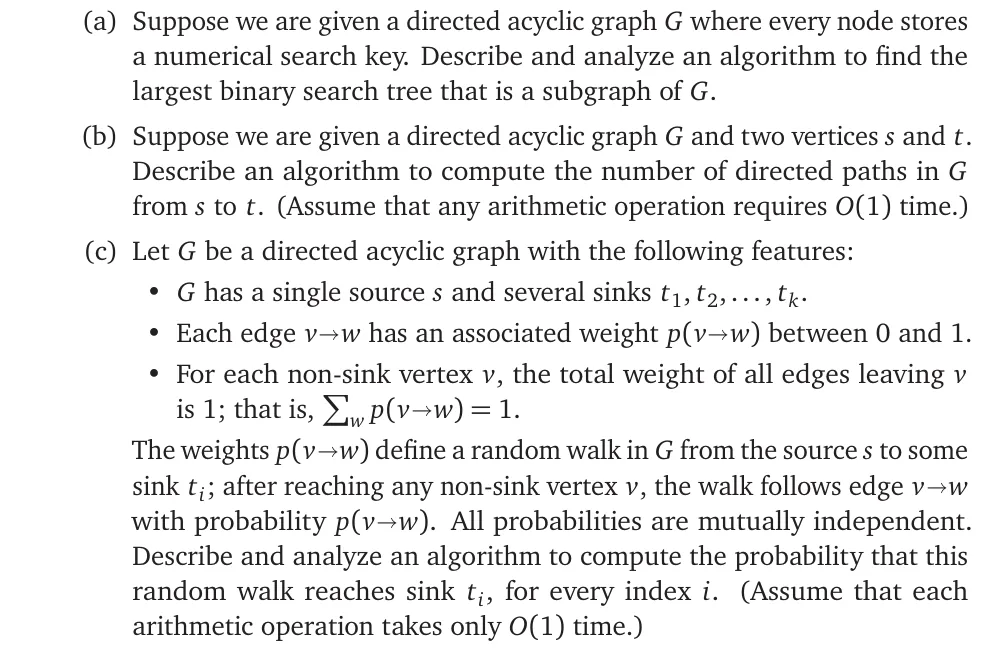 (a) Suppose we are given a directed acyclic graph G where every node stores
a numerical search key. Describe and analyze an algorithm to find the
largest binary search tree that is a subgraph of G.
(b) Suppose we are given a directed acyclic graph G and two vertices s and t.
Describe an algorithm to compute the number of directed paths in G
from s to t. (Assume that any arithmetic operation requires O(1) time.)
(c) Let G be a directed acyclic graph with the following features:
• G has a single source s and several sinks t₁, t₂, . . . , tₖ.
• Each edge v→w has an associated weight p(v→w) between 0 and 1.
• For each non-sink vertex v, the total weight of all edges leaving v
is 1; that is, ∑_w p(v→w) = 1.
The weights p(v→w) define a random walk in G from the source s to some
sink tᵢ; after reaching any non-sink vertex v, the walk follows edge v→w
with probability p(v→w). All probabilities are mutually independent.
Describe and analyze an algorithm to compute the probability that this
random walk reaches sink tᵢ, for every index i. (Assume that each
arithmetic operation takes only O(1) time.)